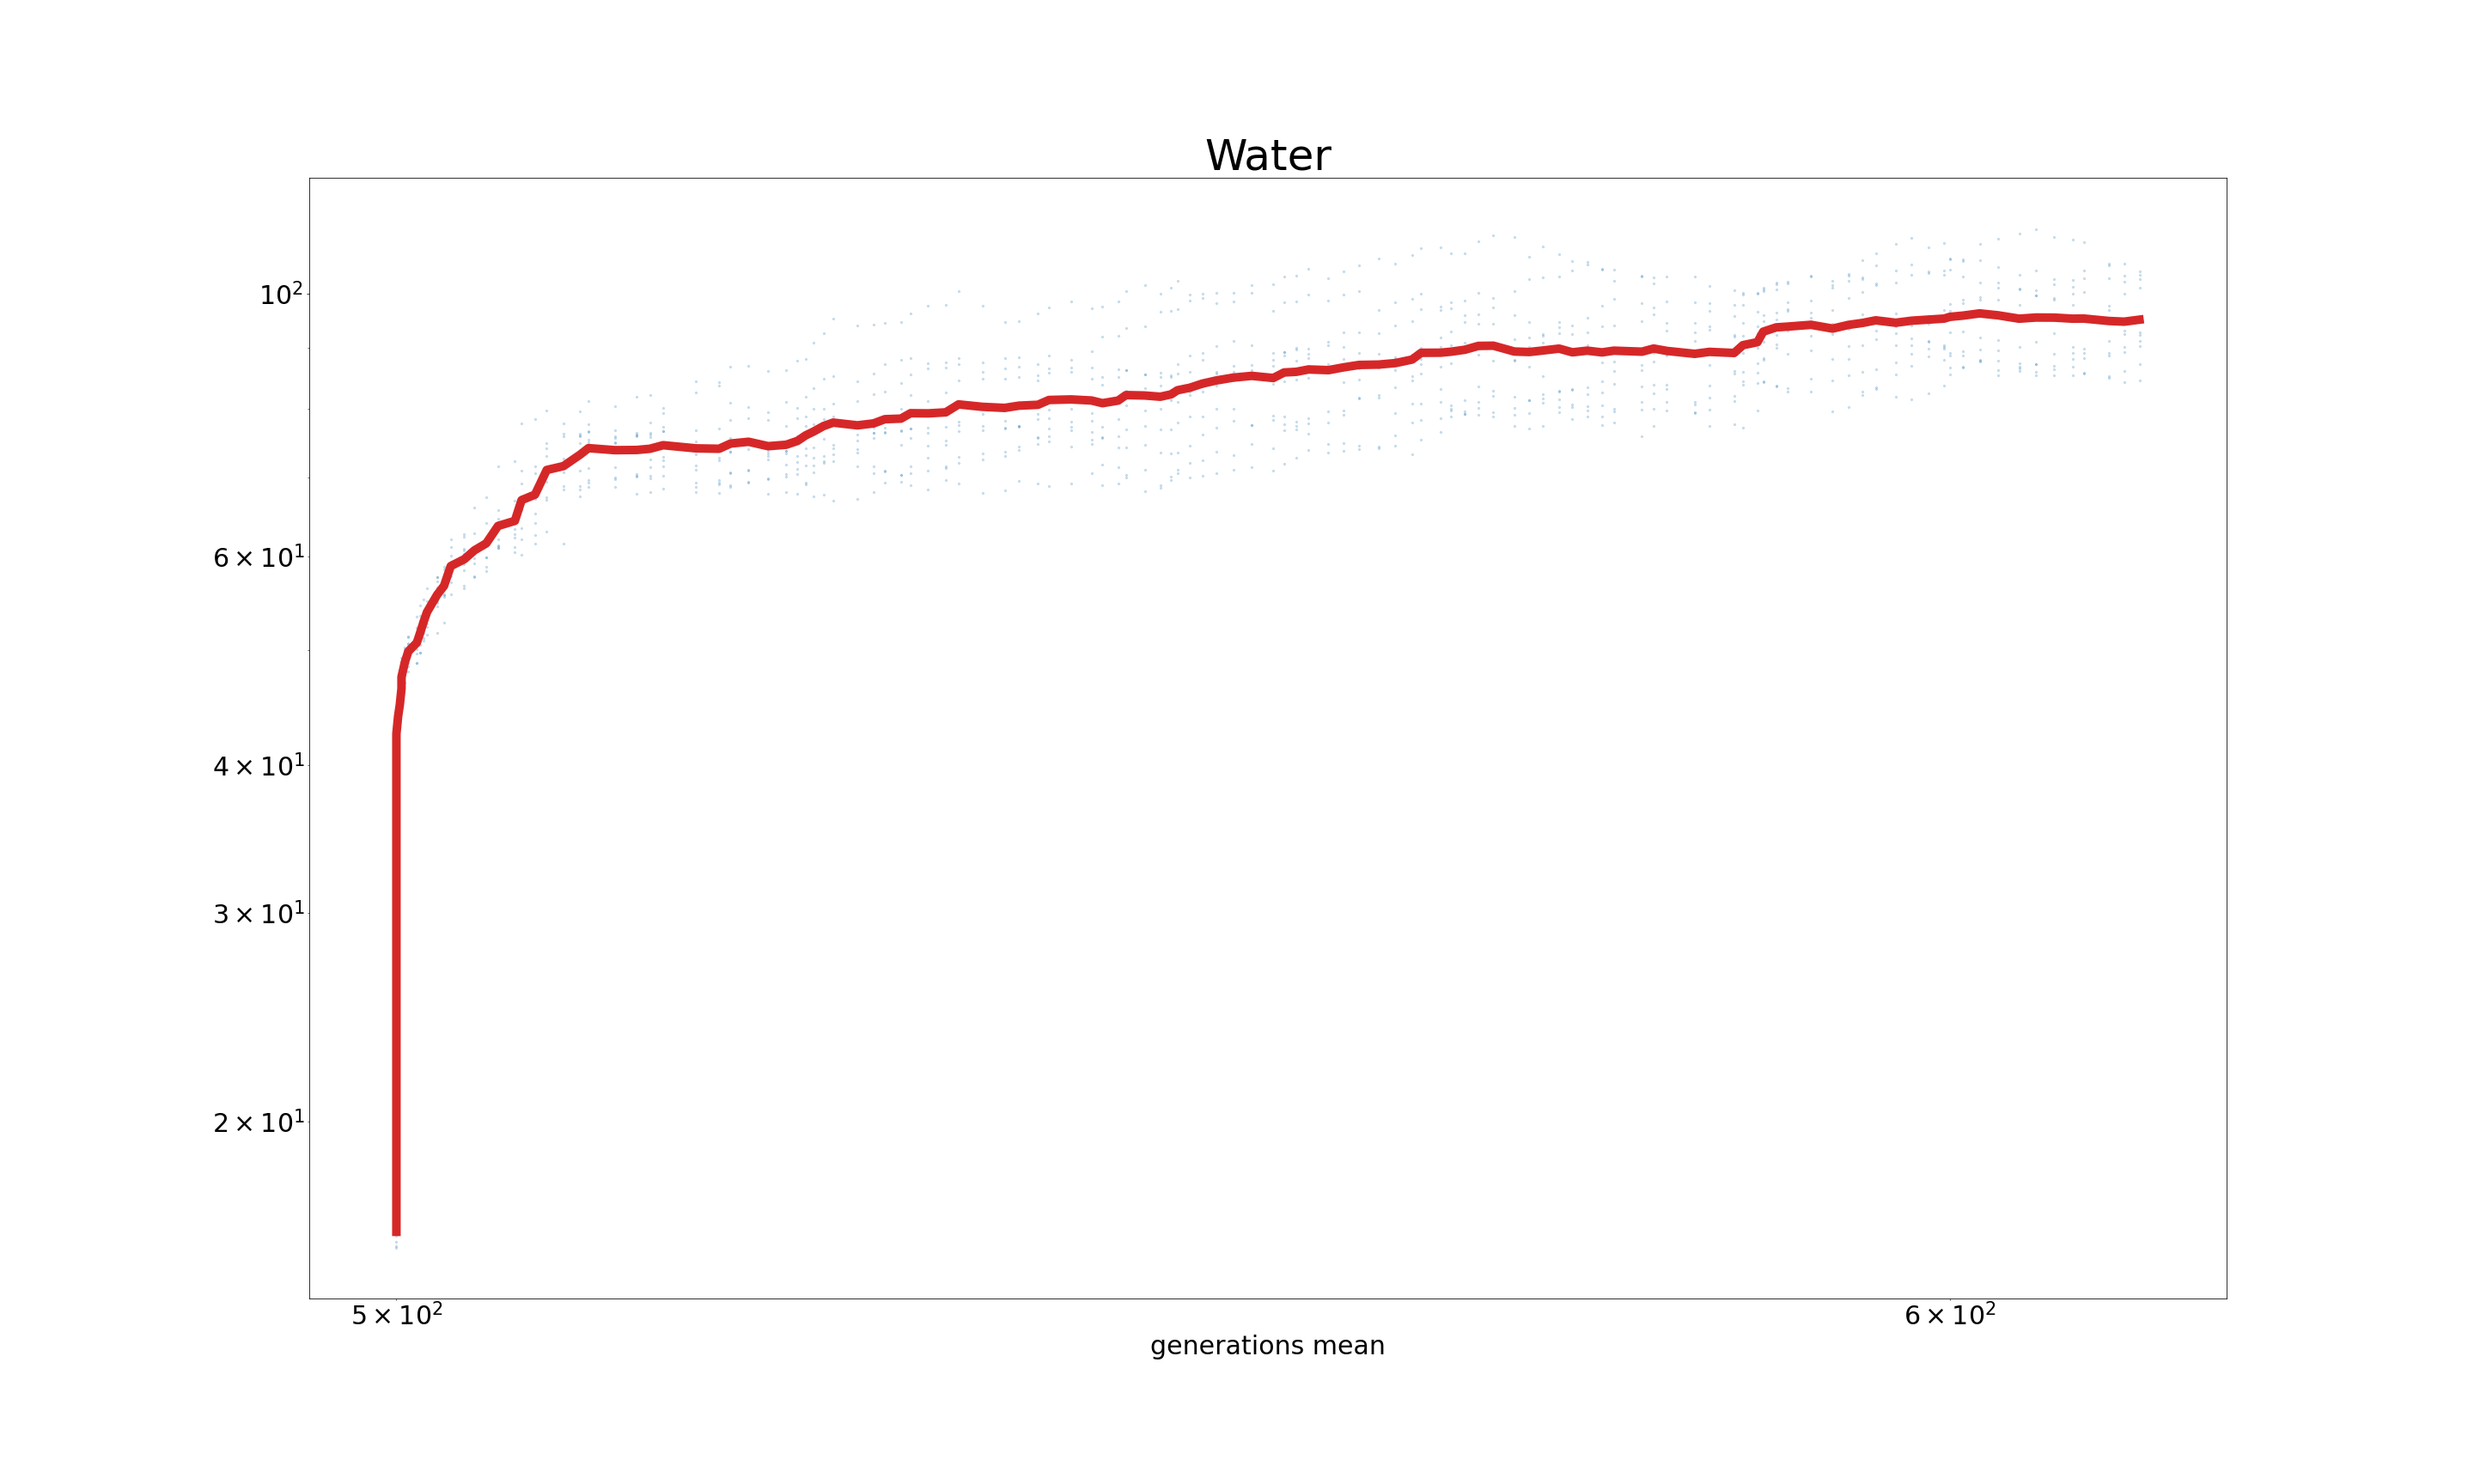 Water
10²
6 × 10¹
4 × 10¹
3 × 10¹
2 × 10¹
5 × 10² 6 × 10²
generations mean